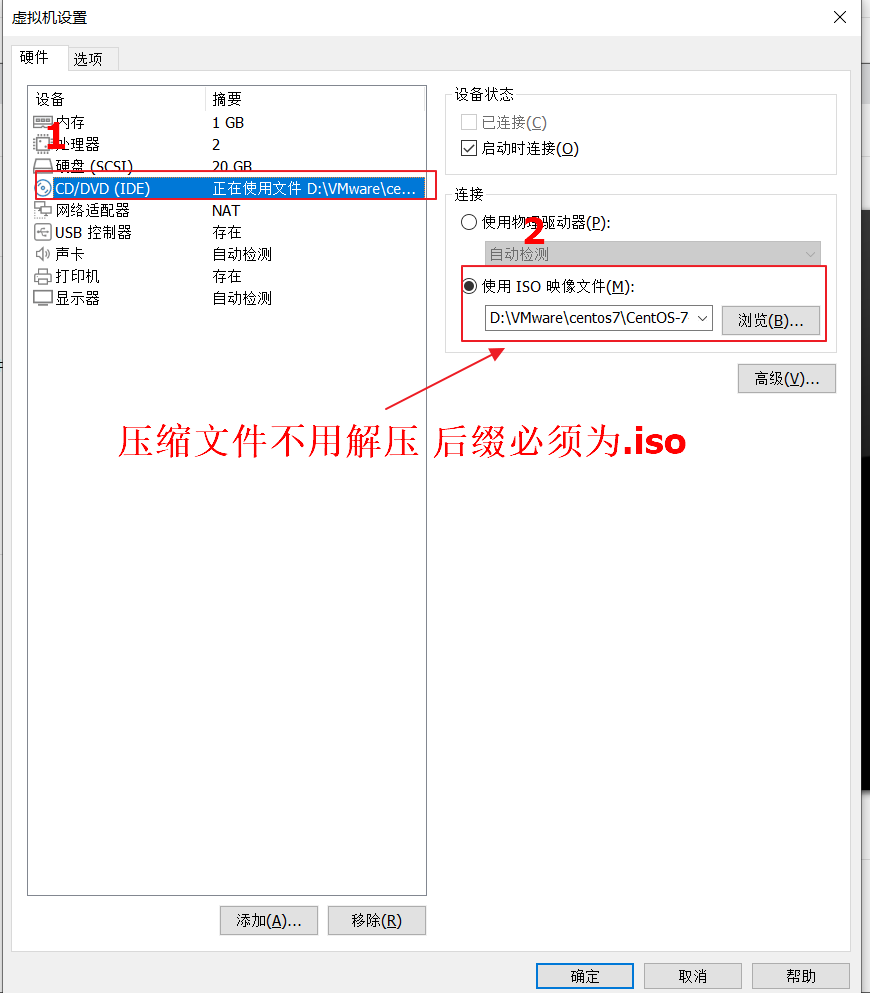 虚拟机设置
硬件 选项
设备 摘要
内存 1 GB
1
处理器 2
硬盘 (SCSI) 20 GB
CD/DVD (IDE) 正在使用文件 D:\VMware\ce...
网络适配器 NAT
USB 控制器 存在
声卡 自动检测
打印机 存在
显示器 自动检测
添加(A)... 移除(R)
设备状态
已连接(C)
启动时连接(O)
连接
使用物理驱动器(P):
2
自动检测
使用 ISO 映像文件(M):
D:\VMware\centos7\CentOS-7 浏览(B)...
高级(V)...
压缩文件不用解压 后缀必须为.iso
确定 取消 帮助